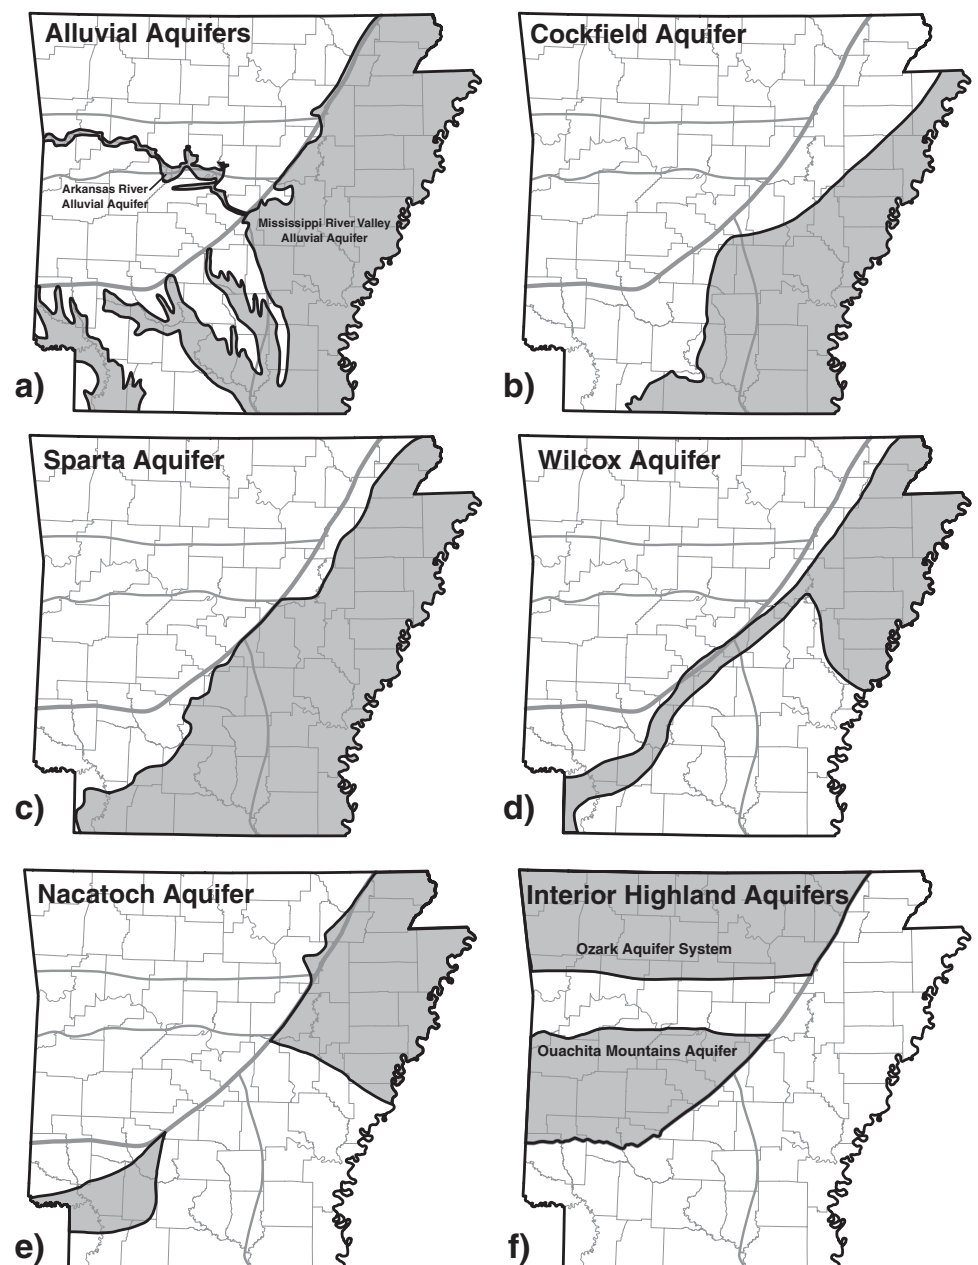 Alluvial Aquifers
Arkansas River
Alluvial Aquifer
Mississippi River Valley
Alluvial Aquifer
a)
Cockfield Aquifer
b)
Sparta Aquifer
c)
Wilcox Aquifer
d)
Nacatoch Aquifer
e)
Interior Highland Aquifers
Ozark Aquifer System
Ouachita Mountains Aquifer
f)